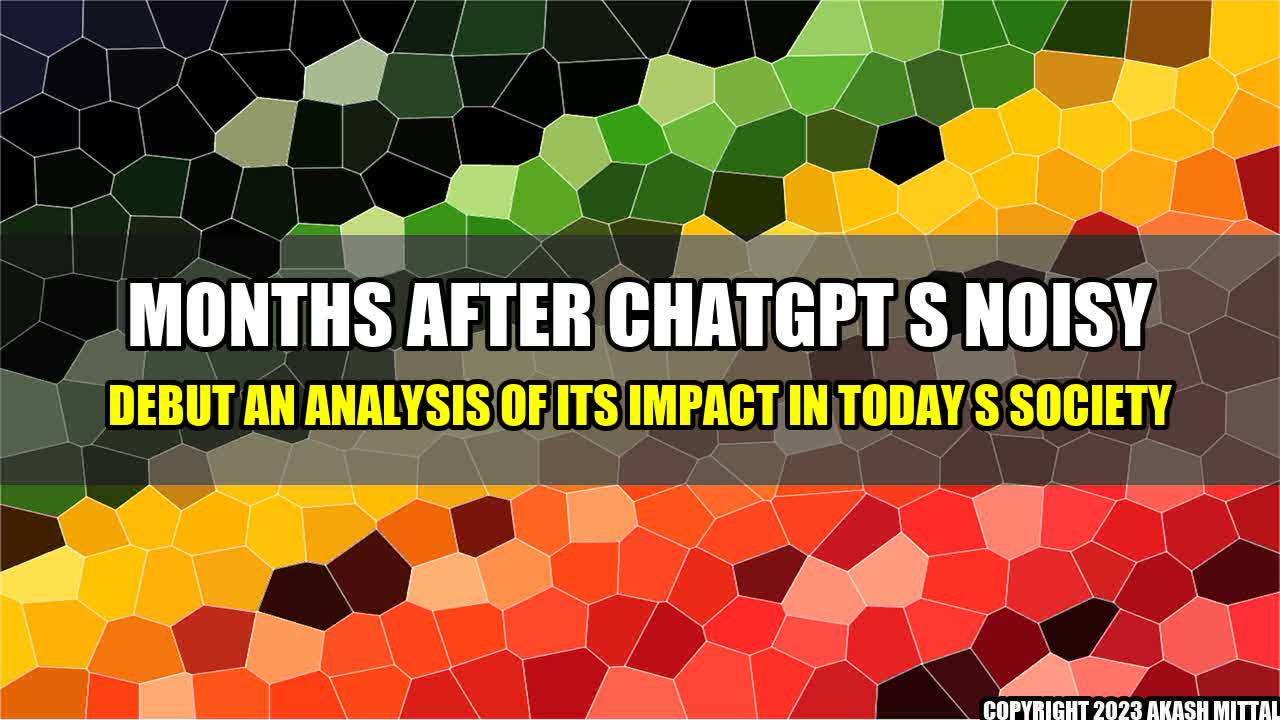 MONTHS AFTER CHATGPT S NOISY
DEBUT AN ANALYSIS OF ITS IMPACT IN TODAY S SOCIETY
COPYRIGHT 2023 AKASH MITTAL